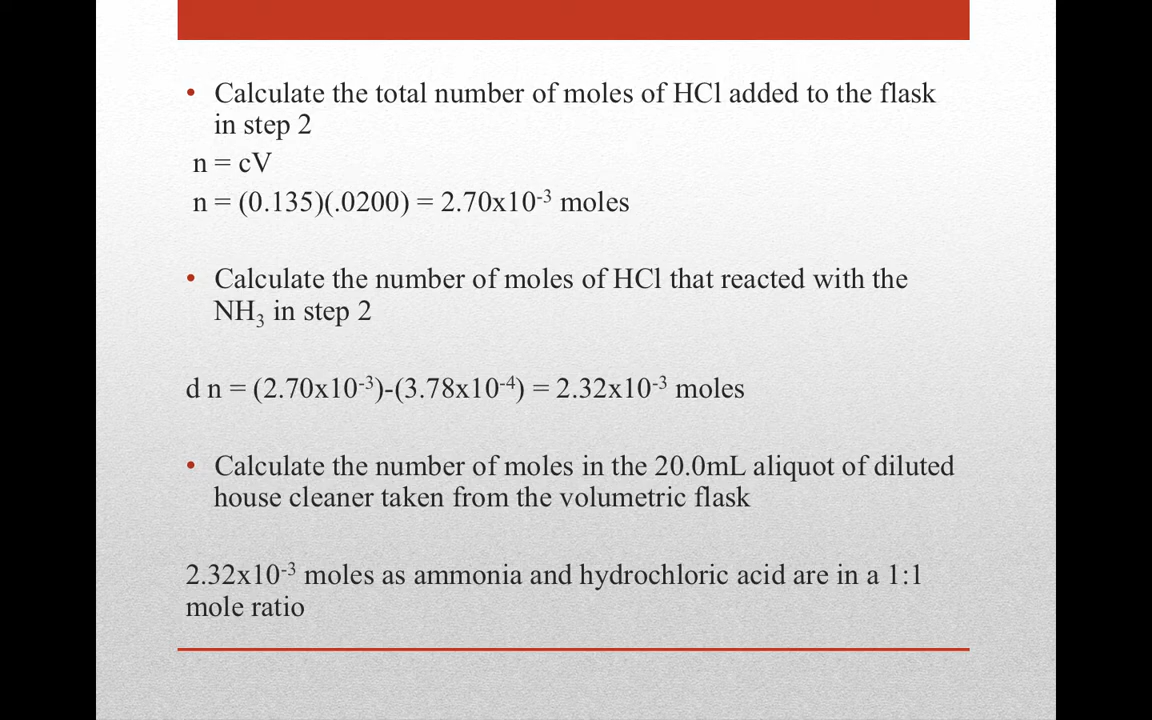 • Calculate the total number of moles of HCl added to the flask
in step 2
n = cV
n = (0.135)(.0200) = 2.70x10⁻³ moles
• Calculate the number of moles of HCl that reacted with the
NH₃ in step 2
d n = (2.70x10⁻³)-(3.78x10⁻⁴) = 2.32x10⁻³ moles
• Calculate the number of moles in the 20.0mL aliquot of diluted
house cleaner taken from the volumetric flask
2.32x10⁻³ moles as ammonia and hydrochloric acid are in a 1:1
mole ratio